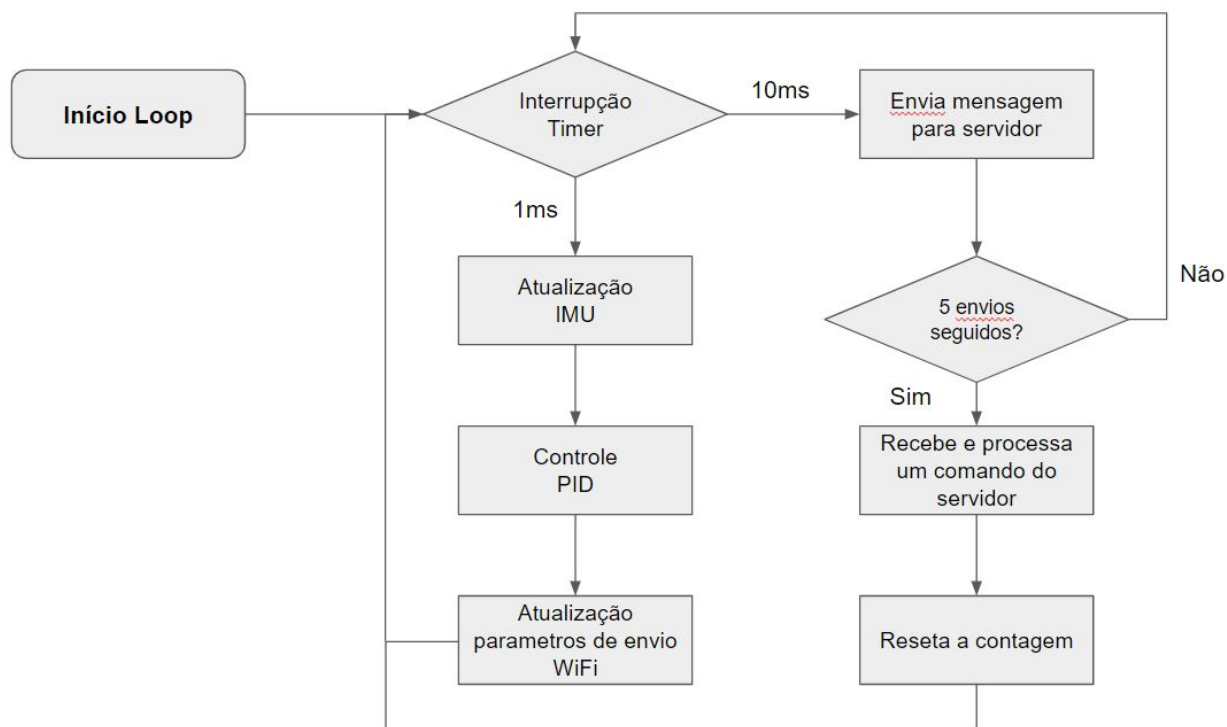 Início Loop
Interrupção
Timer
10ms
Envia mensagem
para servidor
1ms
Atualização
IMU
5 envios
seguidos?
Não
Sim
Controle
PID
Recebe e processa
um comando do
servidor
Atualização
parametros de envio
WiFi
Reseta a contagem